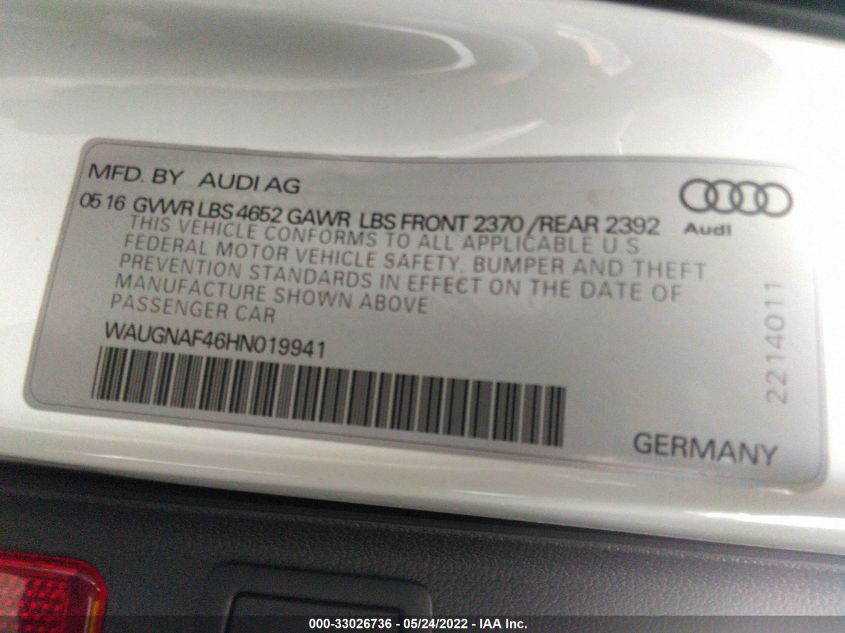 MFD. BY AUDI AG
05 16 GVWR LBS 4652 GAWR LBS FRONT 2370 /REAR 2392
THIS VEHICLE CONFORMS TO ALL APPLICABLE U S
FEDERAL MOTOR VEHICLE SAFETY, BUMPER AND THEFT
PREVENTION STANDARDS IN EFFECT ON THE DATE OF
MANUFACTURE SHOWN ABOVE
PASSENGER CAR
WAUGNAF46HN019941
Audi
2214011
GERMANY
000-33026736 - 05/24/2022 - IAA Inc.